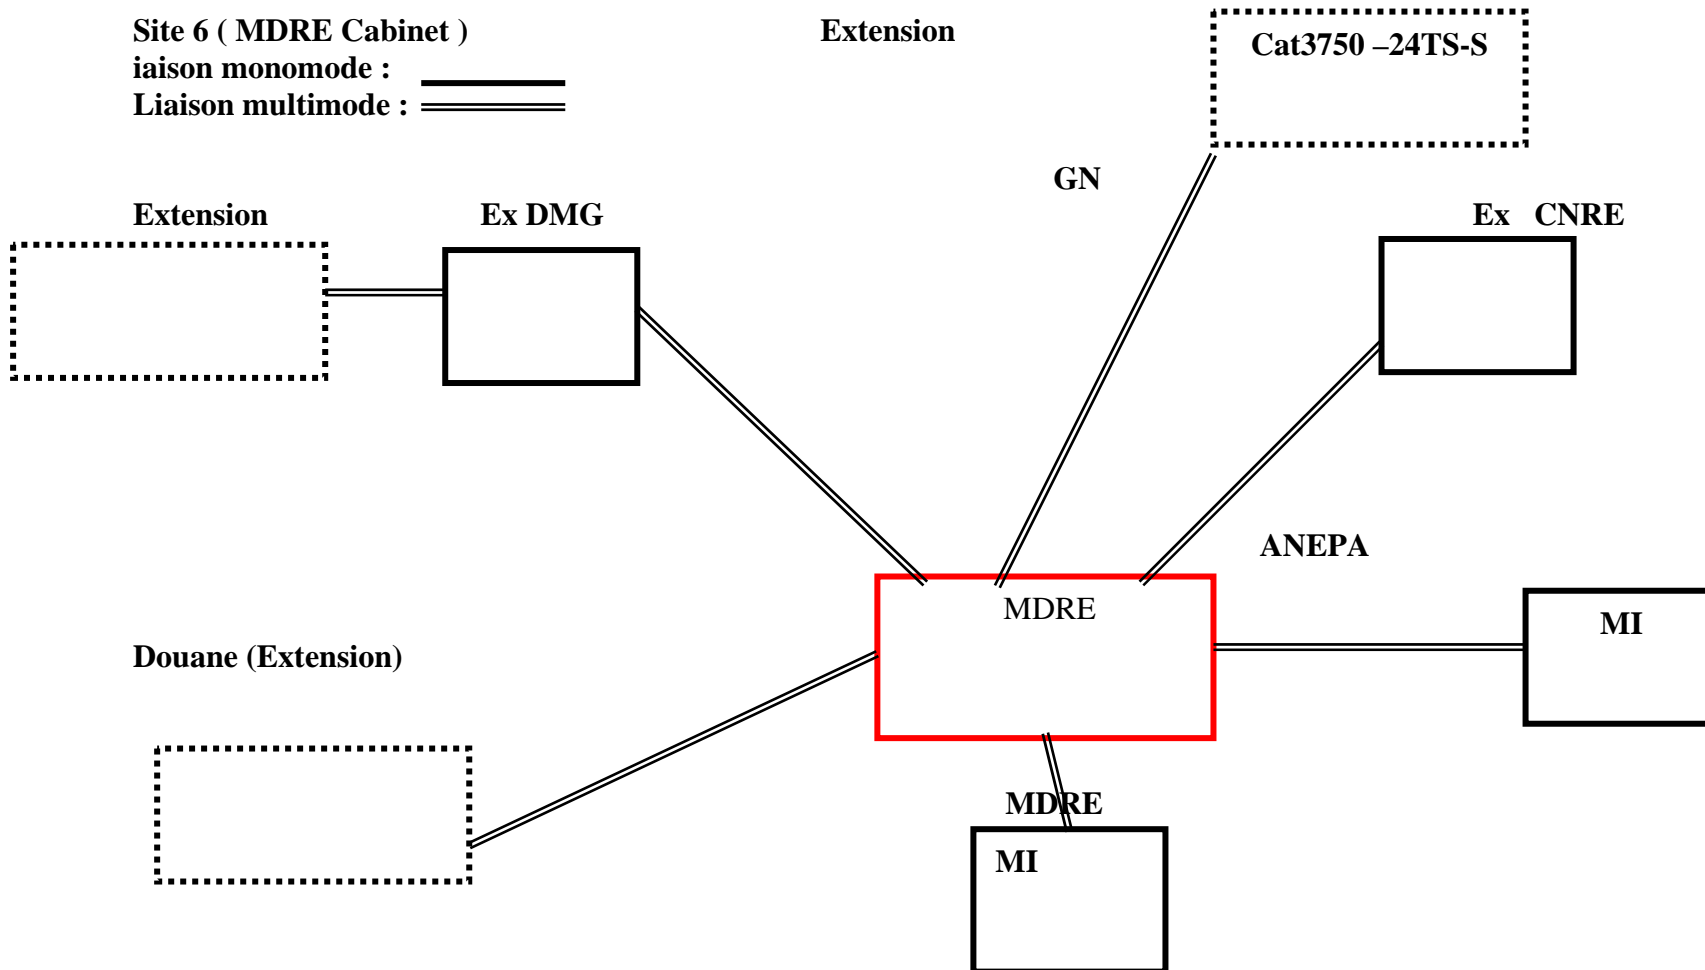 Site 6 ( MDRE Cabinet )
iaison monomode :
Liaison multimode :
Extension
Cat3750 –24TS-S
GN
Extension
Ex DMG
Ex CNRE
ANEPA
MDRE
MI
Douane (Extension)
MDRE
MI